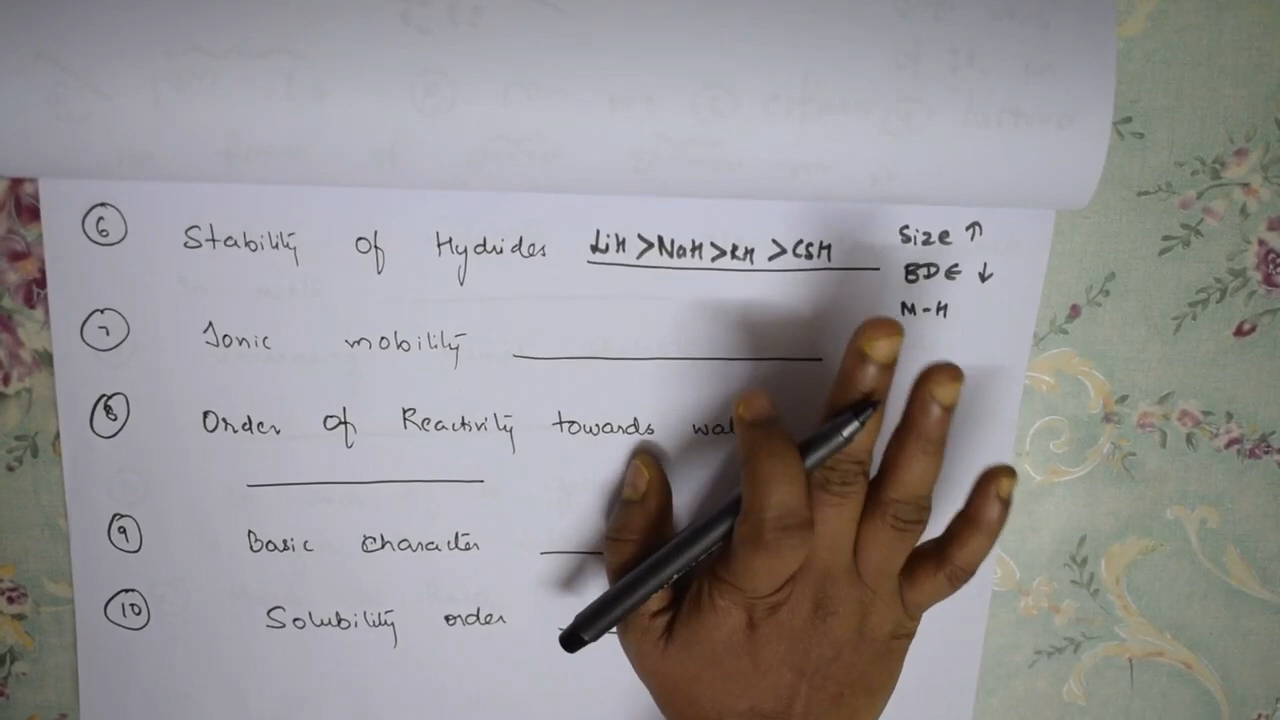 6 Stability of Hydrides LiH >NaH>KH >CSH
Size ↑
BDE ↓
M-H
7 Ionic mobility
8 Order of Reactivity towards
9 Basic character
10 Solubility order